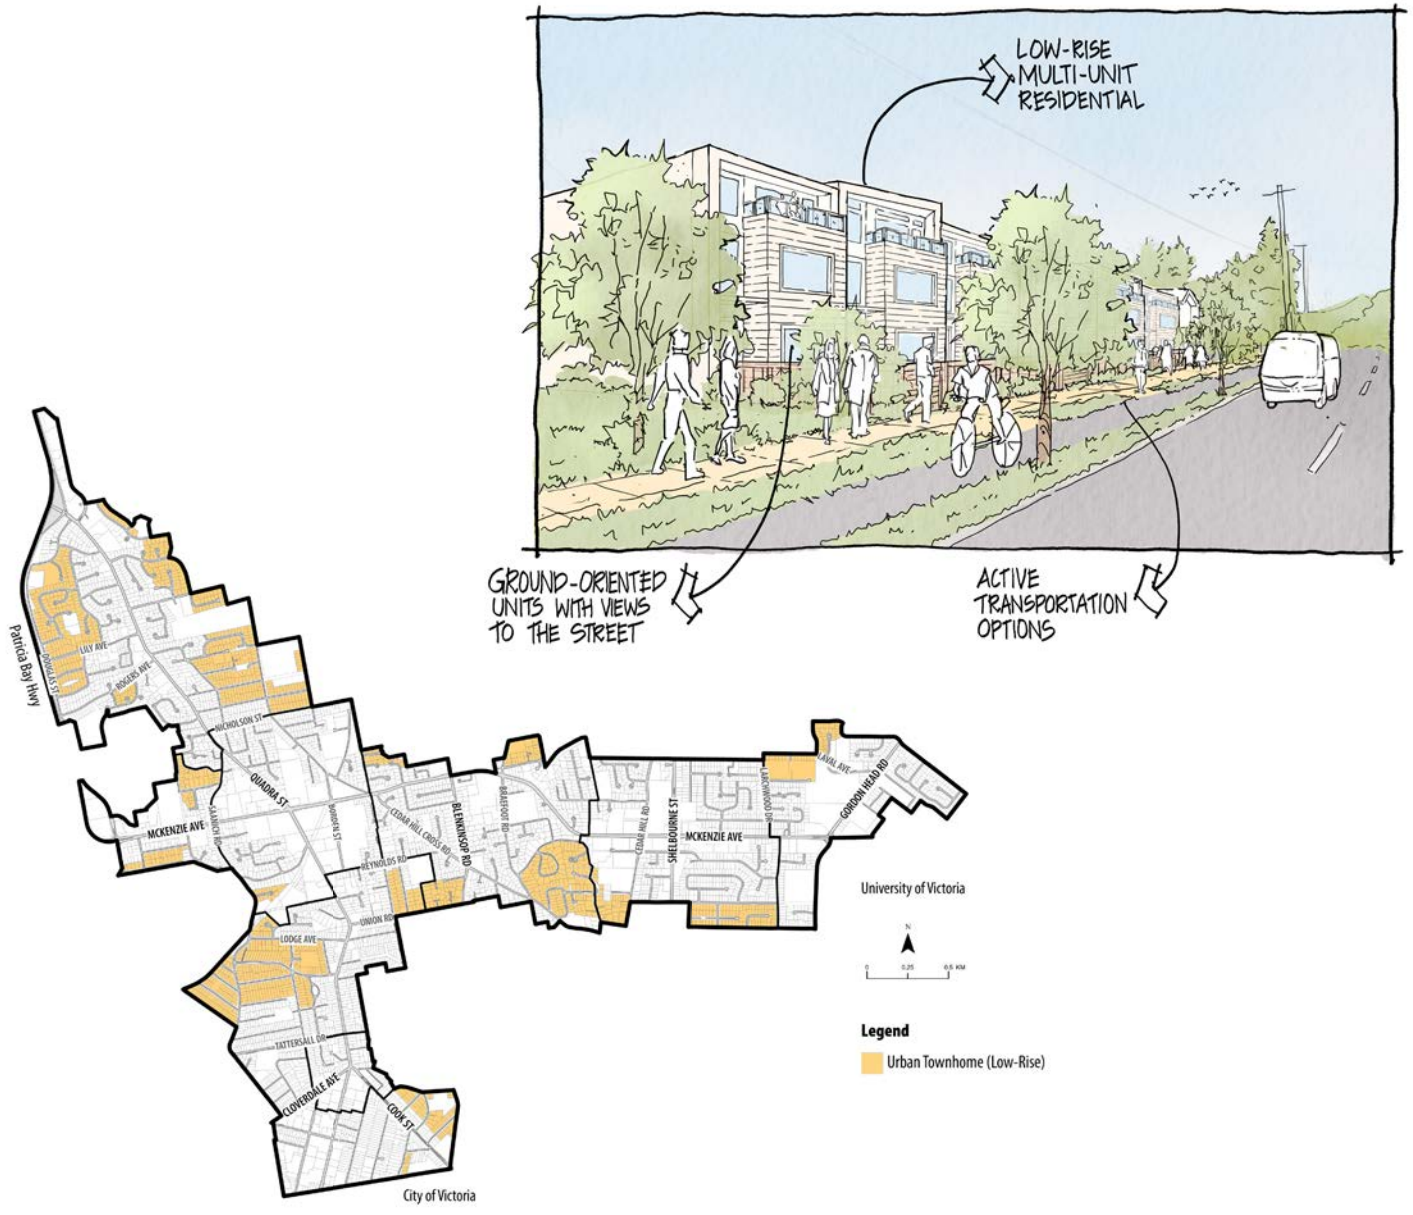 LOW-RISE
MULTI-UNIT
RESIDENTIAL
GROUND-ORIENTED
UNITS WITH VIEWS
TO THE STREET
ACTIVE
TRANSPORTATION
OPTIONS
Patricia Bay Hwy
DOUGLAS ST
LILY AVE
ROGERS AVE
NICHOLSON ST
QUADRA ST
SAANICH RD
MCKENZIE AVE
BORDEN ST
CEDAR HILL CROSS RD
BLENKINSOP RD
BRAEFOOT RD
REYNOLDS RD
UNION RD
LODGE AVE
TATTERSALL DR
CLOVERDALE AVE
COOK ST
City of Victoria
CEDAR HILL RD
SHELBOURNE ST
MCKENZIE AVE
LARCHWOOD DR
LAVAL AVE
GORDON HEAD RD
University of Victoria
N
0 0.25 0.5 KM
Legend
Urban Townhome (Low-Rise)